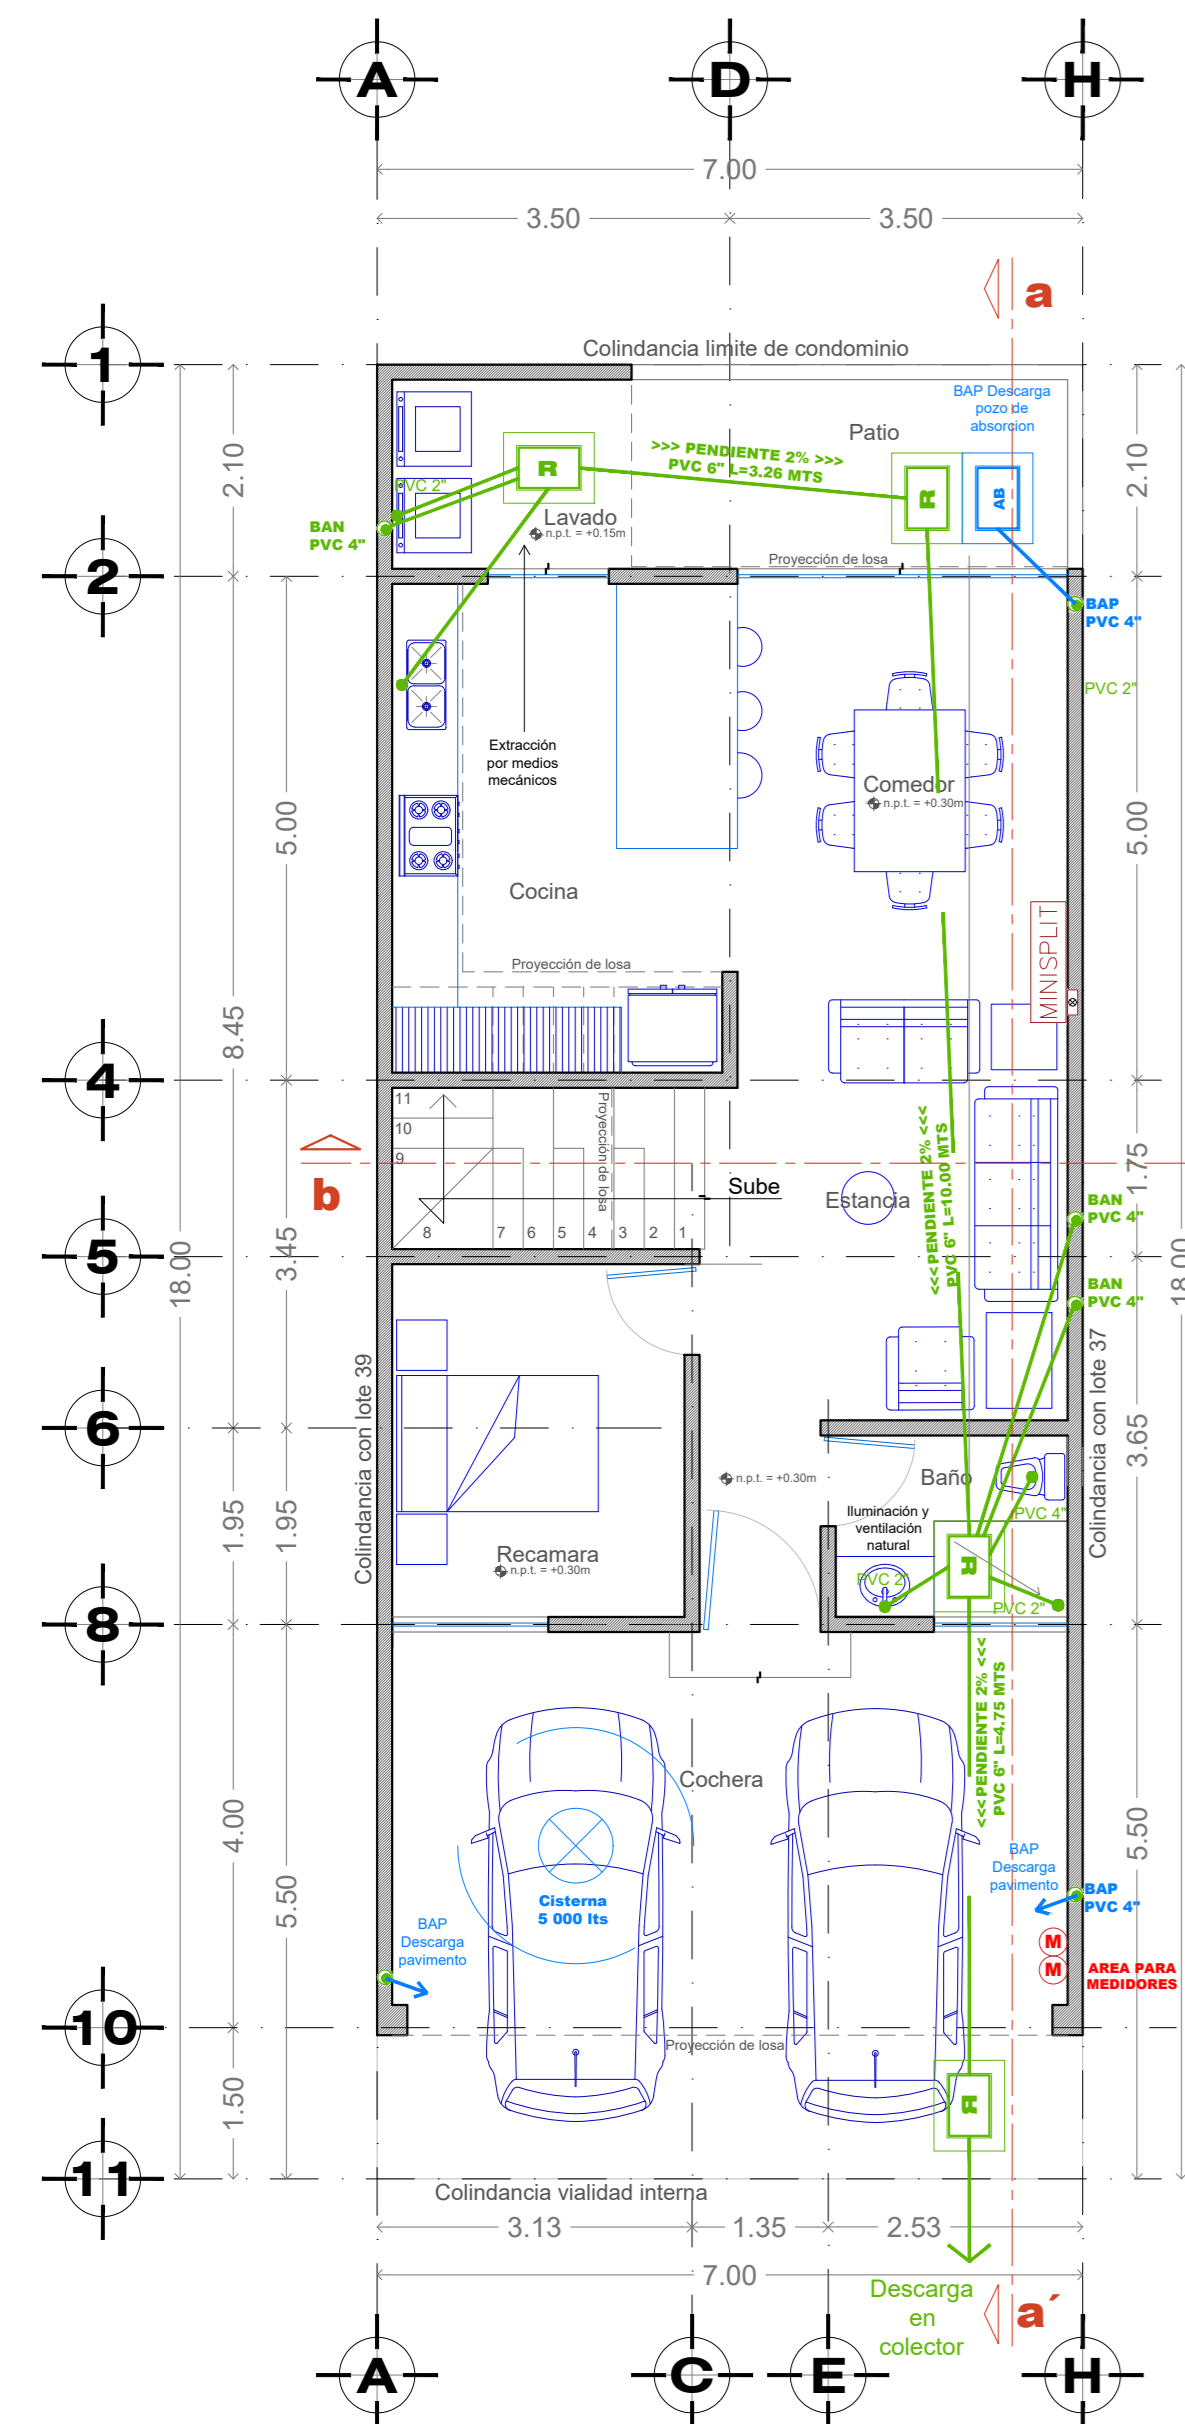 A
D
H
7.00
3.50
3.50
a
1
Colindancia limite de condominio
BAP Descarga
pozo de
absorcion
Patio
>>> PENDIENTE 2% >>>
PVC 6" L=3.26 MTS
2.10
2.10
R
R
AB
PVC 2"
BAN
PVC 4"
Lavado
n.p.t. = +0.15m
Proyección de losa
2
BAP
PVC 4"
PVC 2"
Extracción
por medios
mecánicos
Comedor
n.p.t. = +0.30m
5.00
5.00
Cocina
MINISPLIT
Proyección de losa
8.45
4
11
10
9
8
7
6
5
4
3
2
1
Proyección de losa
<<<PENDIENTE 2% <<<
PVC 6" L=10.00 MTS
1.75
b
Sube
Estancia
BAN
PVC 4"
5
18.00
3.45
18.00
BAN
PVC 4"
Colindancia con lote 39
Colindancia con lote 37
6
3.65
n.p.t. = +0.30m
Baño
Iluminación y
ventilación
natural
PVC 4"
1.95
1.95
Recamara
n.p.t. = +0.30m
R
PVC 2"
PVC 2"
8
<<<PENDIENTE 2% <<<
PVC 6" L=4.75 MTS
Cochera
4.00
5.50
5.50
Cisterna
5 000 lts
BAP
Descarga
pavimento
BAP
PVC 4"
BAP
Descarga
pavimento
M
M
AREA PARA
MEDIDORES
10
Proyección de losa
1.50
R
11
Colindancia vialidad interna
3.13
1.35
2.53
7.00
Descarga
en
colector
a´
A
C
E
H